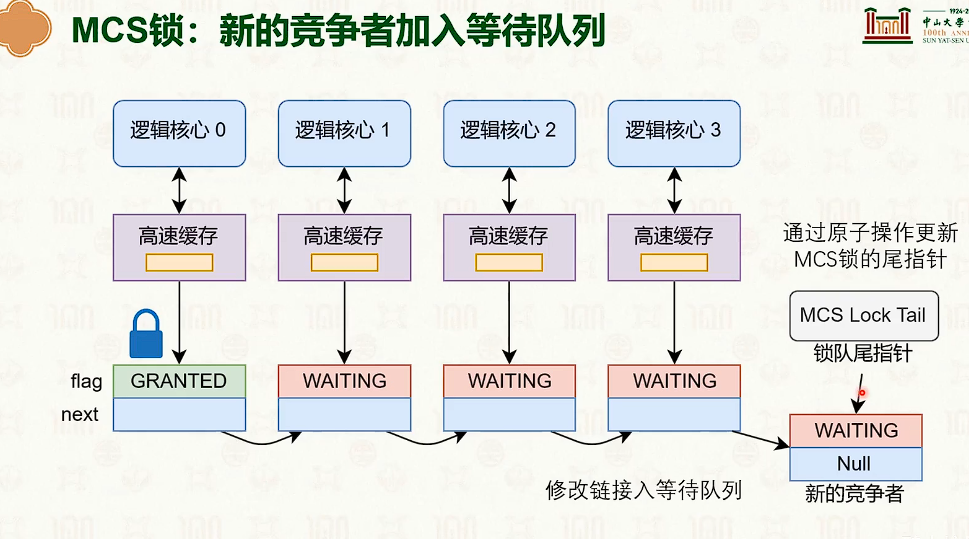 MCS锁：新的竞争者加入等待队列
1924-2
中山大学
100th ANNI
SUN YAT-SEN U
逻辑核心 0
逻辑核心 1
逻辑核心 2
逻辑核心 3
高速缓存
高速缓存
高速缓存
高速缓存
通过原子操作更新
MCS锁的尾指针
MCS Lock Tail
锁队尾指针
flag
GRANTED
WAITING
WAITING
WAITING
next
WAITING
Null
新的竞争者
修改链接入等待队列